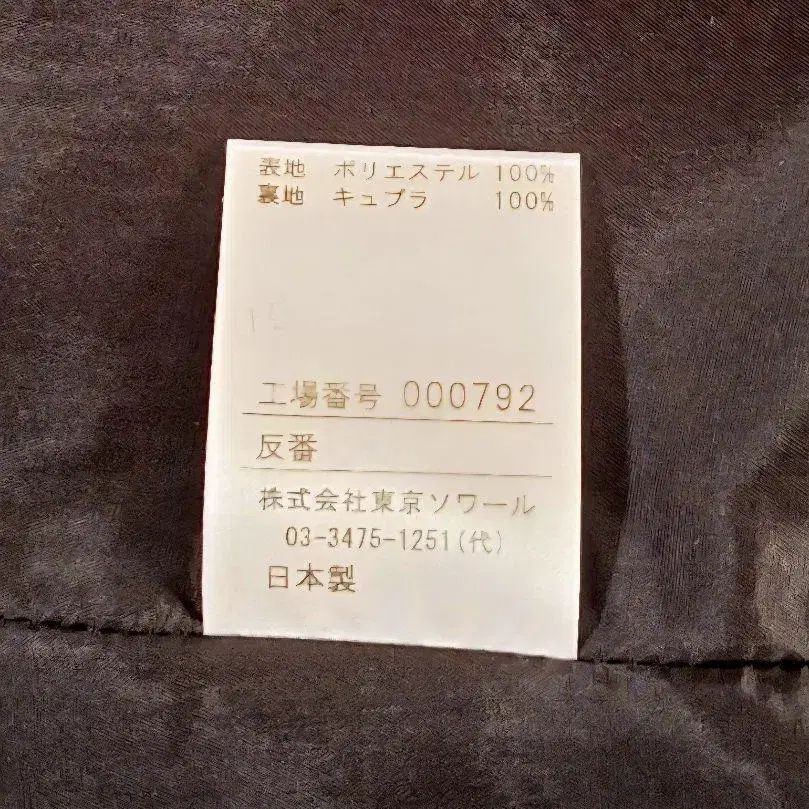 表地 ポリエステル 100%
裏地 キュプラ 100%
工場番号 000792
反番
株式会社東京ソワール
03-3475-1251(代)
日本製